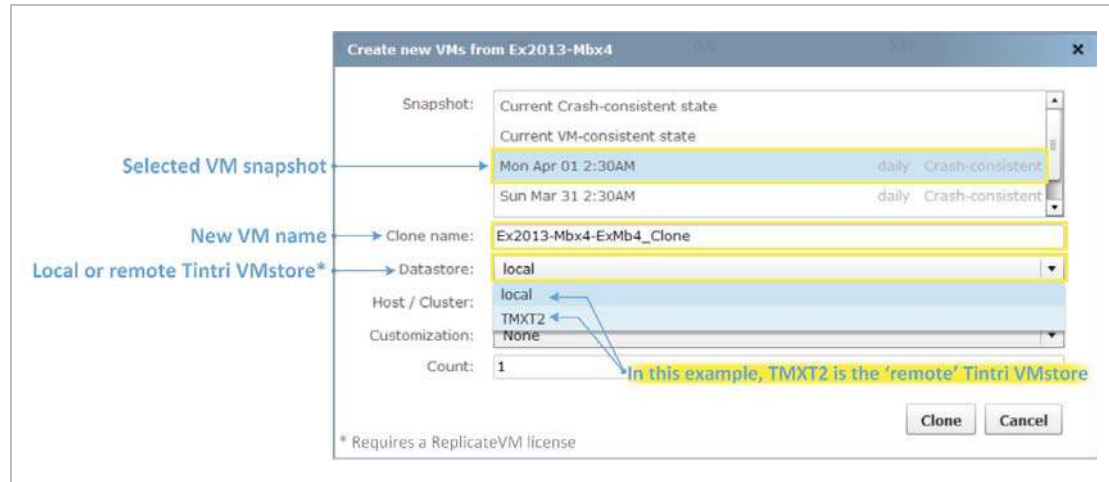 Create new VMs from Ex2013-Mbx4
Snapshot:
Current Crash-consistent state
Current VM-consistent state
Selected VM snapshot
Mon Apr 01 2:30AM daily Crash-consistent
Sun Mar 31 2:30AM daily Crash-consistent
New VM name
Clone name: Ex2013-Mbx4-ExMb4_Clone
Local or remote Tintri VMstore*
Datastore: local
Host / Cluster: local
TMXT2
Customization: None
Count: 1
In this example, TMXT2 is the ‘remote’ Tintri VMstore
Clone Cancel
* Requires a ReplicateVM license